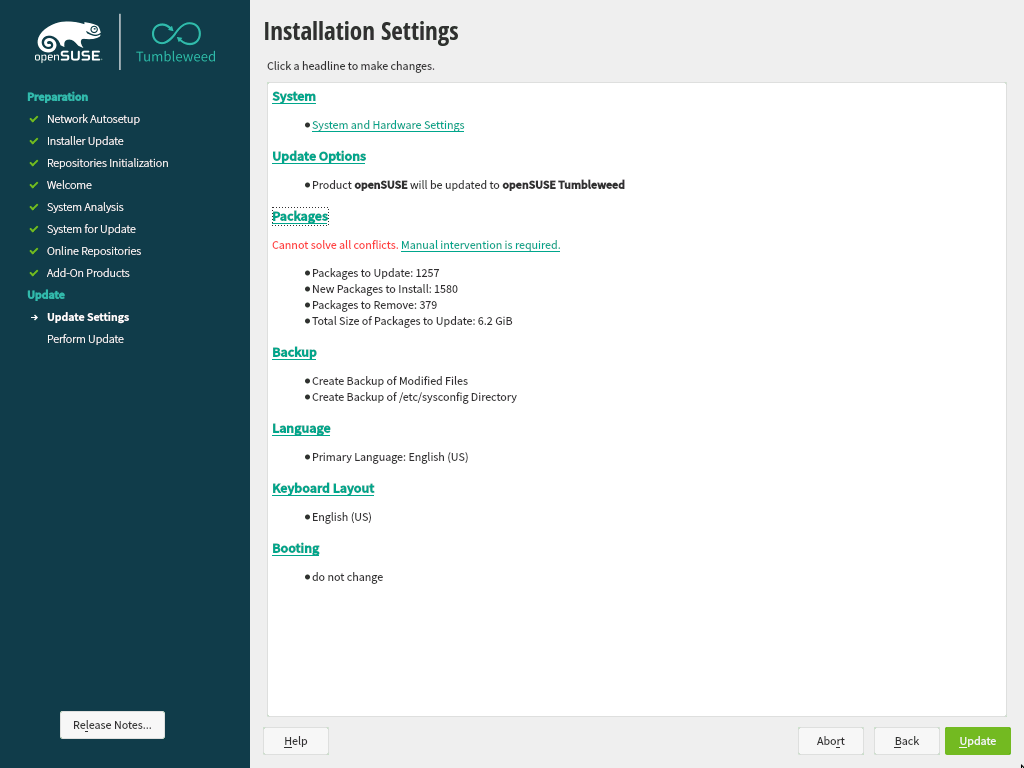 openSUSE
Tumbleweed
Preparation
Network Autosetup
Installer Update
Repositories Initialization
Welcome
System Analysis
System for Update
Online Repositories
Add-On Products
Update
Update Settings
Perform Update
Release Notes...
Installation Settings
Click a headline to make changes.
System
System and Hardware Settings
Update Options
Product openSUSE will be updated to openSUSE Tumbleweed
Packages
Cannot solve all conflicts. Manual intervention is required.
Packages to Update: 1257
New Packages to Install: 1580
Packages to Remove: 379
Total Size of Packages to Update: 6.2 GiB
Backup
Create Backup of Modified Files
Create Backup of /etc/sysconfig Directory
Language
Primary Language: English (US)
Keyboard Layout
English (US)
Booting
do not change
Help
Abort
Back
Update